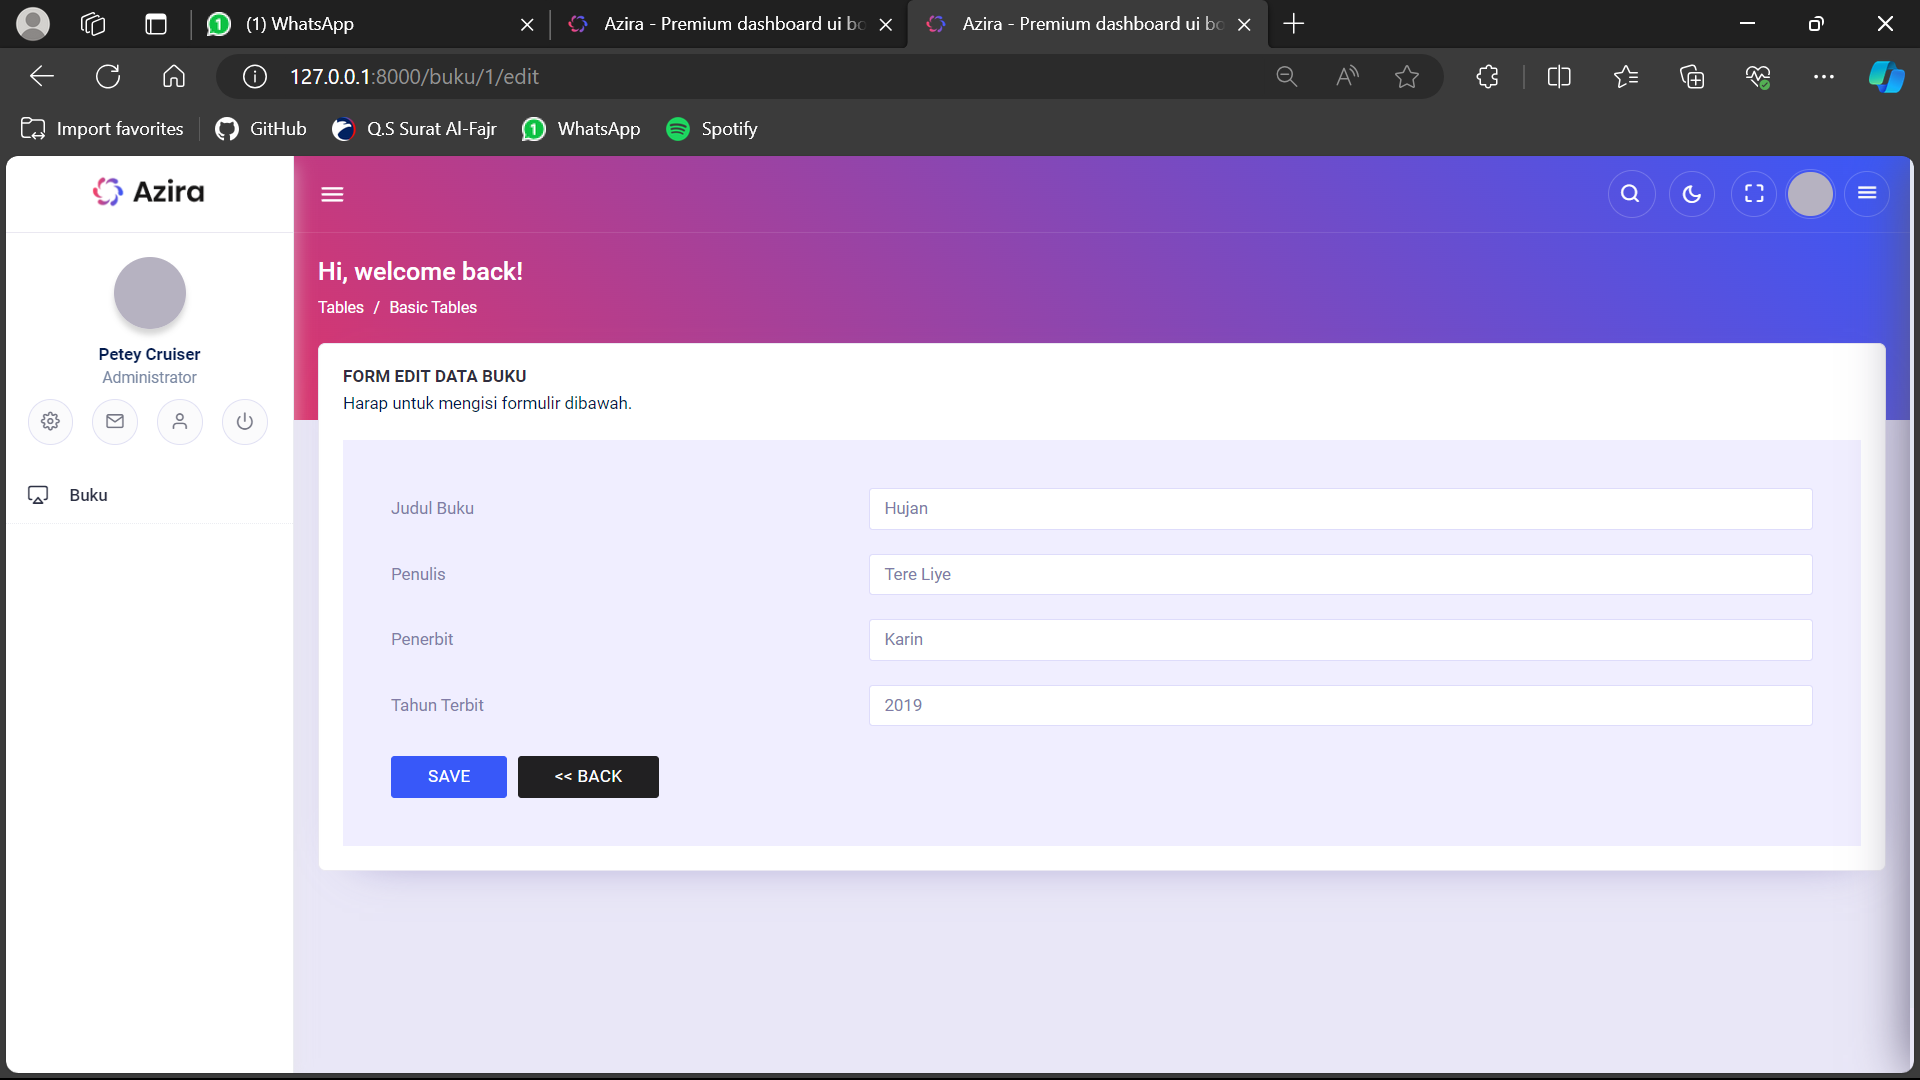 (1) WhatsApp
Azira - Premium dashboard ui bo
Azira - Premium dashboard ui bo
127.0.0.1:8000/buku/1/edit
Import favorites
GitHub
Q.S Surat Al-Fajr
1 WhatsApp
Spotify
Azira
Hi, welcome back!
Tables / Basic Tables
Petey Cruiser
Administrator
Buku
FORM EDIT DATA BUKU
Harap untuk mengisi formulir dibawah.
Judul Buku Hujan
Penulis Tere Liye
Penerbit Karin
Tahun Terbit 2019
SAVE << BACK